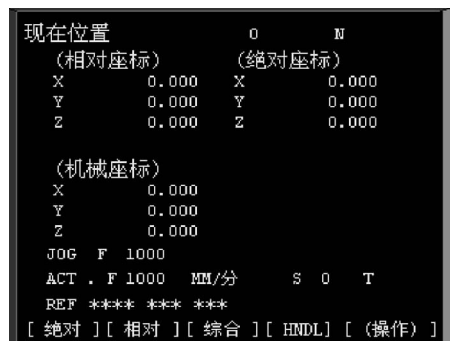 现在位置 O N
(相对座标) (绝对座标)
X 0.000 X 0.000
Y 0.000 Y 0.000
Z 0.000 Z 0.000
(机械座标)
X 0.000
Y 0.000
Z 0.000
JOG F 1000
ACT . F 1000 MM/分 S 0 T
REF **** *** ***
[ 绝对 ][ 相对 ][ 综合 ][ HNDL] [ (操作) ]